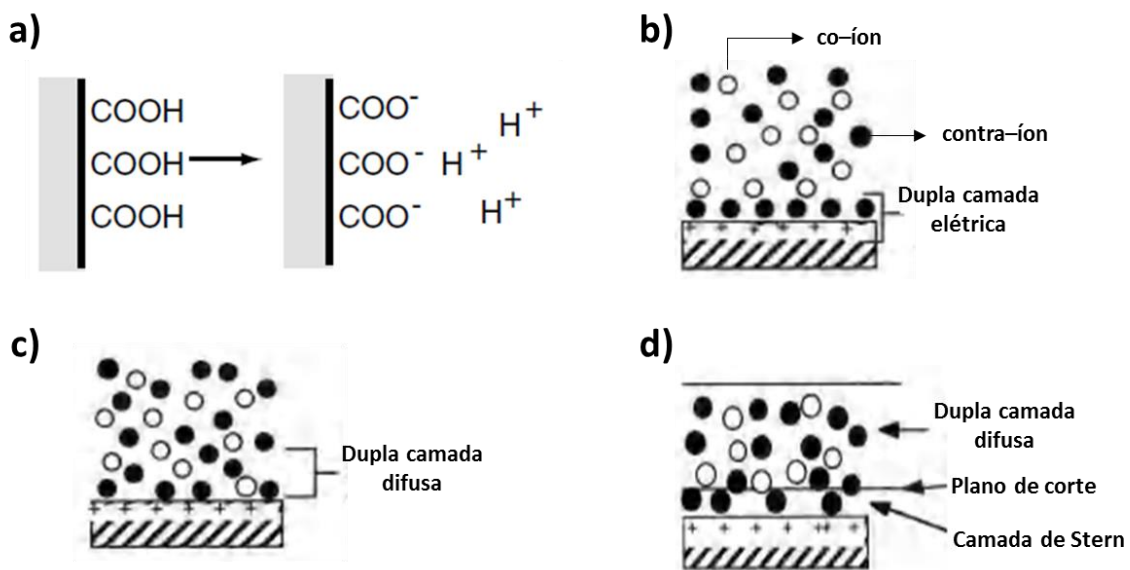 a)
COOH
COOH
COOH
COO⁻
COO⁻
COO⁻
H⁺
H⁺
H⁺
b)
co–íon
contra–íon
Dupla camada
elétrica
+ + + + + +
c)
Dupla camada
difusa
+ + + + + + +
d)
Dupla camada
difusa
Plano de corte
Camada de Stern
+ + + + ++ +